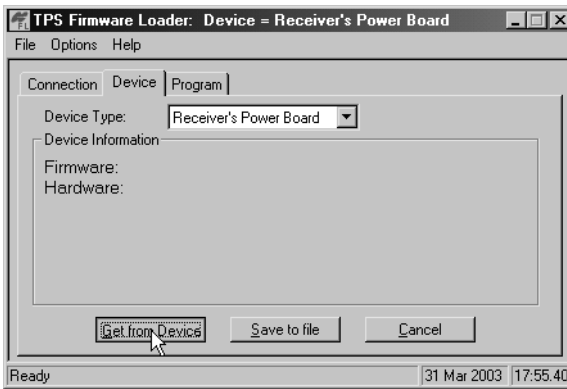 TPS Firmware Loader: Device = Receiver's Power Board
File Options Help
Connection Device Program
Device Type: Receiver's Power Board
Device Information
Firmware:
Hardware:
Get from Device Save to file Cancel
Ready 31 Mar 2003 17:55.40